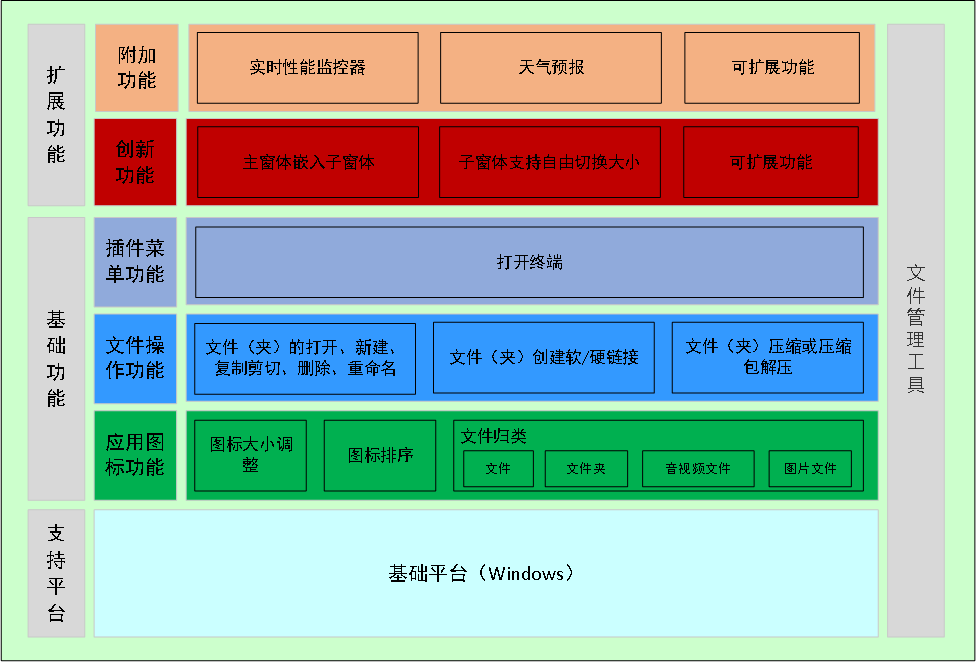 扩展功能
附加
功能
实时性能监控器
天气预报
可扩展功能
创新
功能
主窗体嵌入子窗体
子窗体支持自由切换大小
可扩展功能
基础功能
插件菜
单功能
打开终端
文件操
作功能
文件（夹）的打开、新建、
复制剪切、删除、重命名
文件（夹）创建软/硬链接
文件（夹）压缩或压缩
包解压
应用图
标功能
图标大小调
整
图标排序
文件归类
文件
文件夹
音视频文件
图片文件
支持平台
基础平台（Windows）
文件管理工具